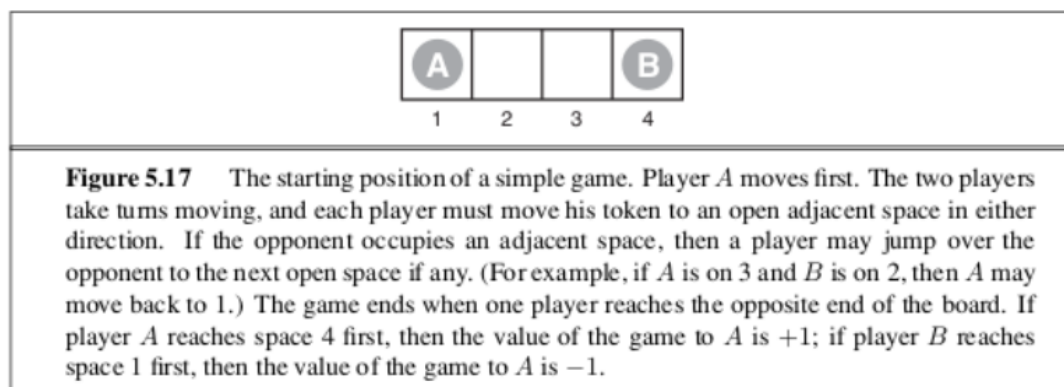 A B
1 2 3 4
Figure 5.17 The starting position of a simple game. Player A moves first. The two players
take turns moving, and each player must move his token to an open adjacent space in either
direction. If the opponent occupies an adjacent space, then a player may jump over the
opponent to the next open space if any. (For example, if A is on 3 and B is on 2, then A may
move back to 1.) The game ends when one player reaches the opposite end of the board. If
player A reaches space 4 first, then the value of the game to A is +1; if player B reaches
space 1 first, then the value of the game to A is −1.